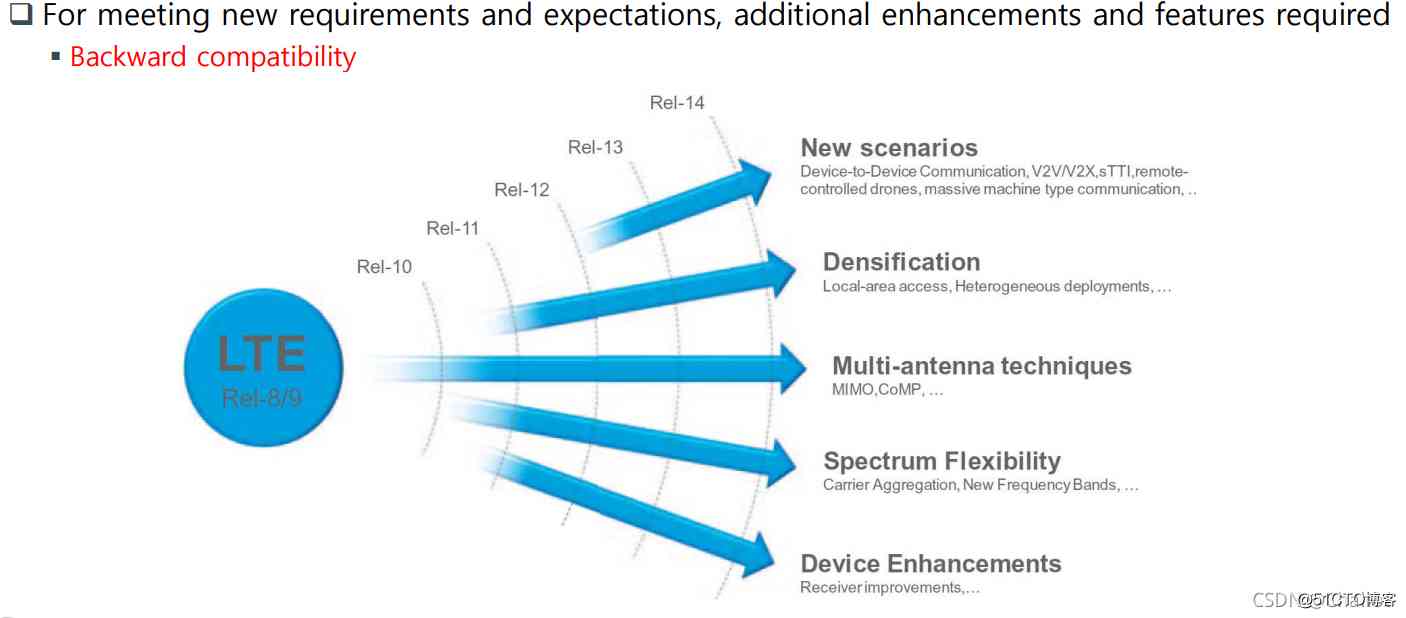 For meeting new requirements and expectations, additional enhancements and features required
Backward compatibility
Rel-14
Rel-13
Rel-12
Rel-11
Rel-10
LTE
Rel-8/9
New scenarios
Device-to-Device Communication, V2V/V2X,sTTI,remote-
controlled drones, massive machine type communication, ..
Densification
Local-area access, Heterogeneous deployments, ...
Multi-antenna techniques
MIMO,CoMP, ...
Spectrum Flexibility
Carrier Aggregation, New Frequency Bands, ...
Device Enhancements
Receiver improvements,...
CSDN
@51CTO博客